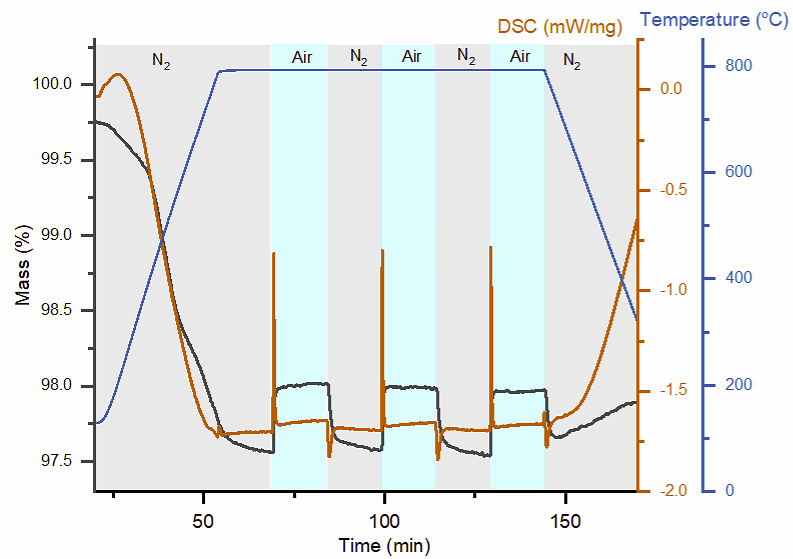 DSC (mW/mg) Temperature (°C)
N₂ Air N₂ Air N₂ Air N₂
100.0 0.0 800
99.5 -0.5 600
99.0
98.5 -1.0 400
98.0 -1.5 200
97.5 -2.0 0
Mass (%)
50 100 150
Time (min)